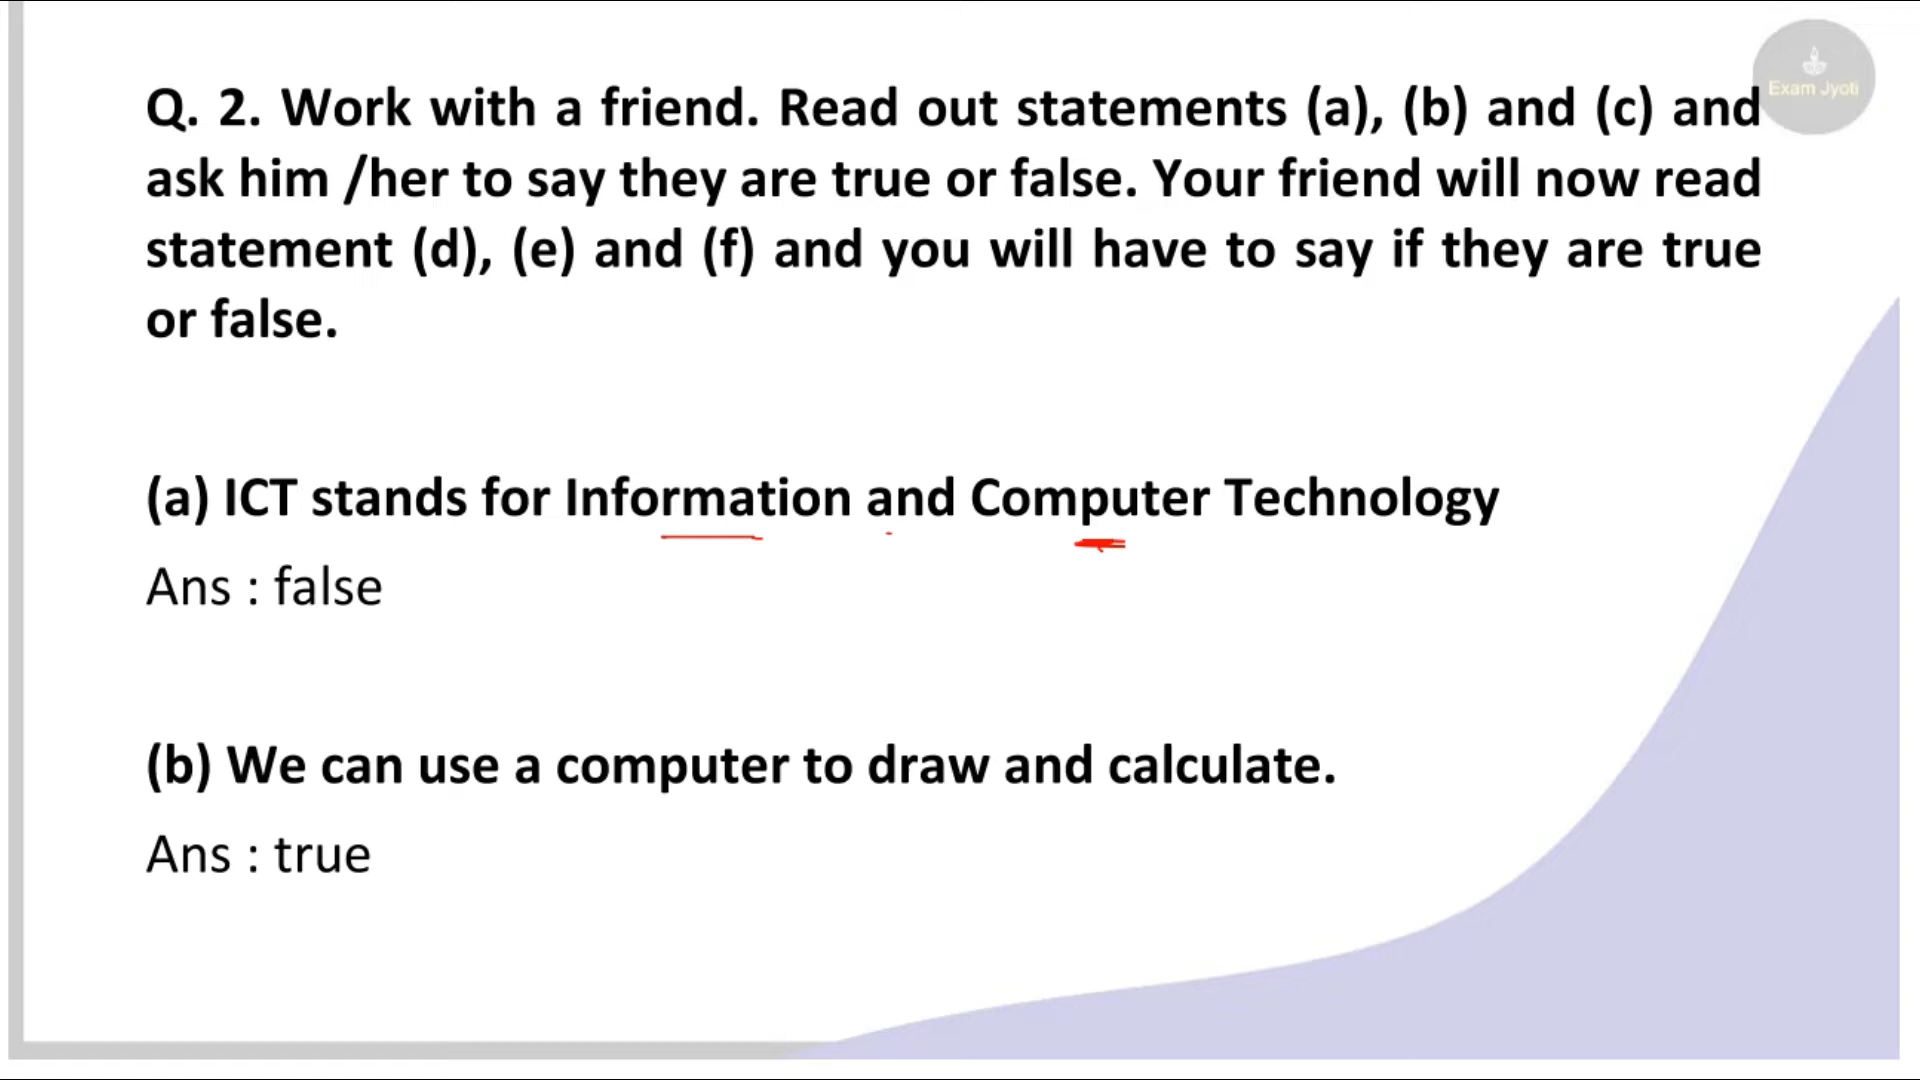 Exam Jyoti
Q. 2. Work with a friend. Read out statements (a), (b) and (c) and
ask him /her to say they are true or false. Your friend will now read
statement (d), (e) and (f) and you will have to say if they are true
or false.
(a) ICT stands for Information and Computer Technology
Ans : false
(b) We can use a computer to draw and calculate.
Ans : true